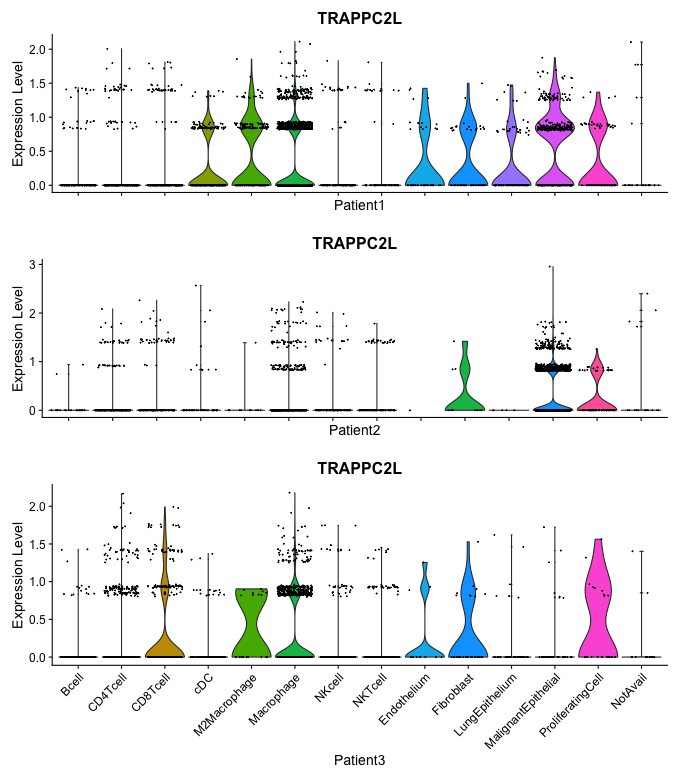 TRAPPC2L
Expression Level
2.0
1.5
1.0
0.5
0.0
Patient1
TRAPPC2L
Expression Level
3
2
1
0
Patient2
TRAPPC2L
Expression Level
2.0
1.5
1.0
0.5
0.0
Bcell
CD4Tcell
CD8Tcell
cDC
M2Macrophage
Macrophage
NKcell
NKTcell
Endothelium
Fibroblast
LungEpithelium
MalignantEpithelial
ProliferatingCell
NotAvail
Patient3